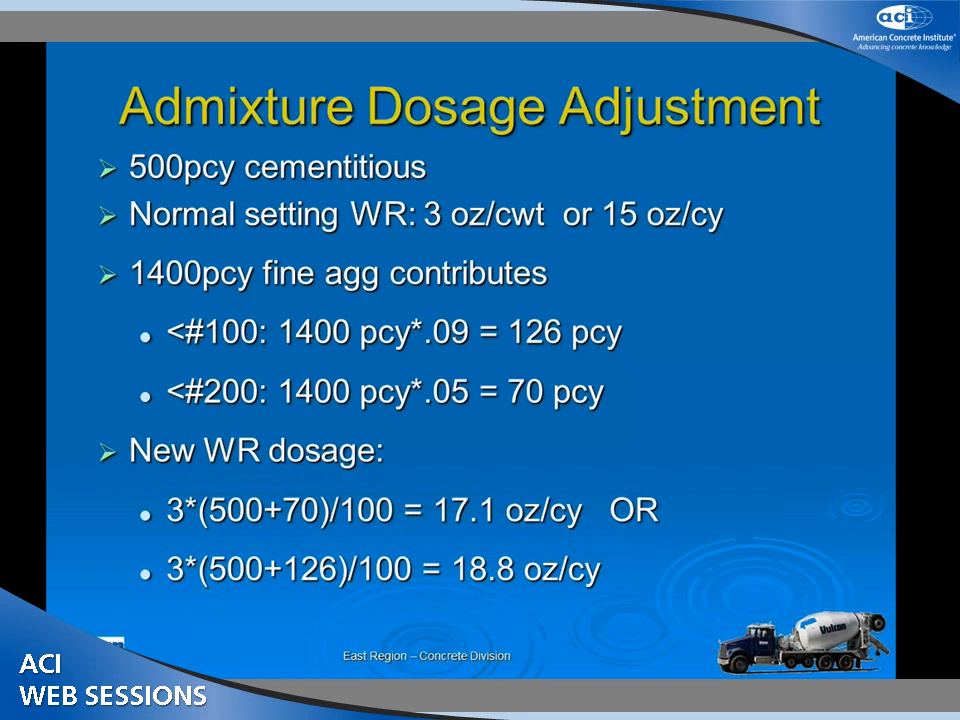 aci
American Concrete Institute®
Advancing concrete knowledge
Admixture Dosage Adjustment
500pcy cementitious
Normal setting WR: 3 oz/cwt or 15 oz/cy
1400pcy fine agg contributes
<#100: 1400 pcy*.09 = 126 pcy
<#200: 1400 pcy*.05 = 70 pcy
New WR dosage:
3*(500+70)/100 = 17.1 oz/cy OR
3*(500+126)/100 = 18.8 oz/cy
Vulcan
East Region – Concrete Division
ACI
WEB SESSIONS